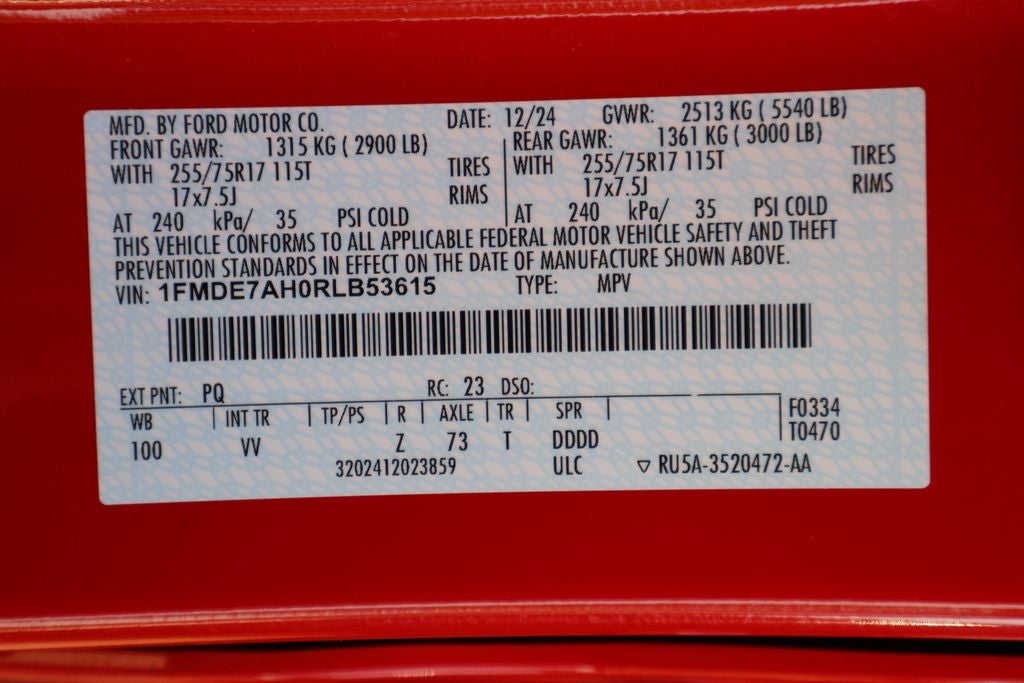 MFD. BY FORD MOTOR CO. DATE: 12/24 GVWR: 2513 KG ( 5540 LB)
FRONT GAWR: 1315 KG ( 2900 LB) REAR GAWR: 1361 KG ( 3000 LB)
WITH 255/75R17 115T TIRES WITH 255/75R17 115T TIRES
17x7.5J RIMS 17x7.5J RIMS
AT 240 kPa/ 35 PSI COLD AT 240 kPa/ 35 PSI COLD
THIS VEHICLE CONFORMS TO ALL APPLICABLE FEDERAL MOTOR VEHICLE SAFETY AND THEFT
PREVENTION STANDARDS IN EFFECT ON THE DATE OF MANUFACTURE SHOWN ABOVE.
VIN: 1FMDE7AH0RLB53615 TYPE: MPV
EXT PNT: PQ RC: 23 DSO:
WB INT TR TP/PS R AXLE TR SPR F0334
100 VV Z 73 T DDDD T0470
3202412023859 ULC ▽ RU5A-3520472-AA